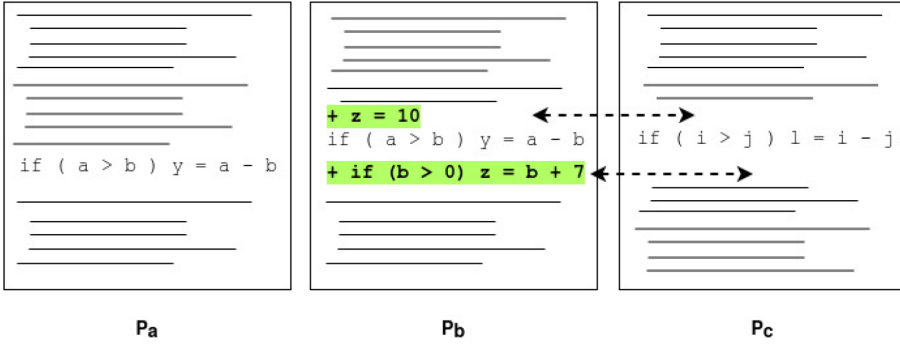 if ( a > b ) y = a - b
+ z = 10
if ( a > b ) y = a - b
+ if (b > 0) z = b + 7
if ( i > j ) l = i - j
Pa
Pb
Pc